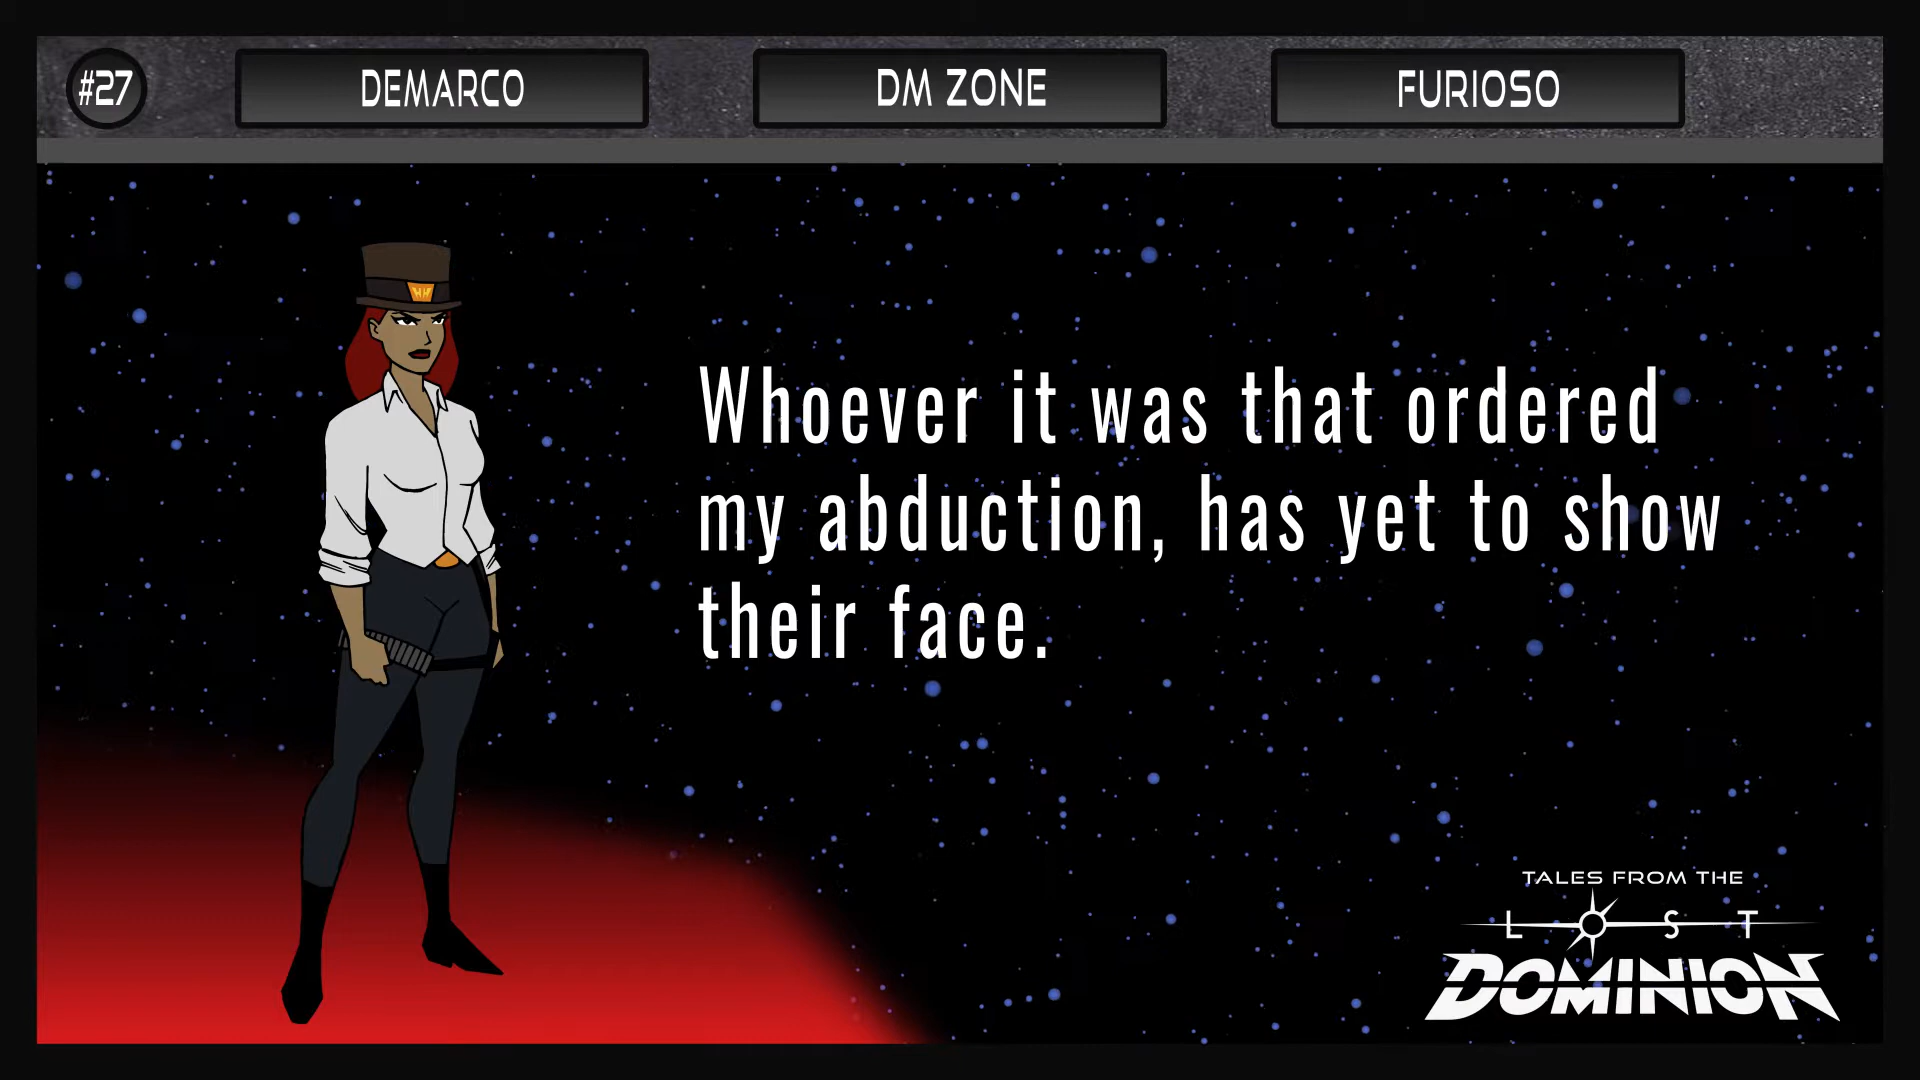 #27
DEMARCO
DM ZONE
FURIOSO
HH
Whoever it was that ordered
my abduction, has yet to show
their face.
TALES FROM THE
LOST
DOMINION